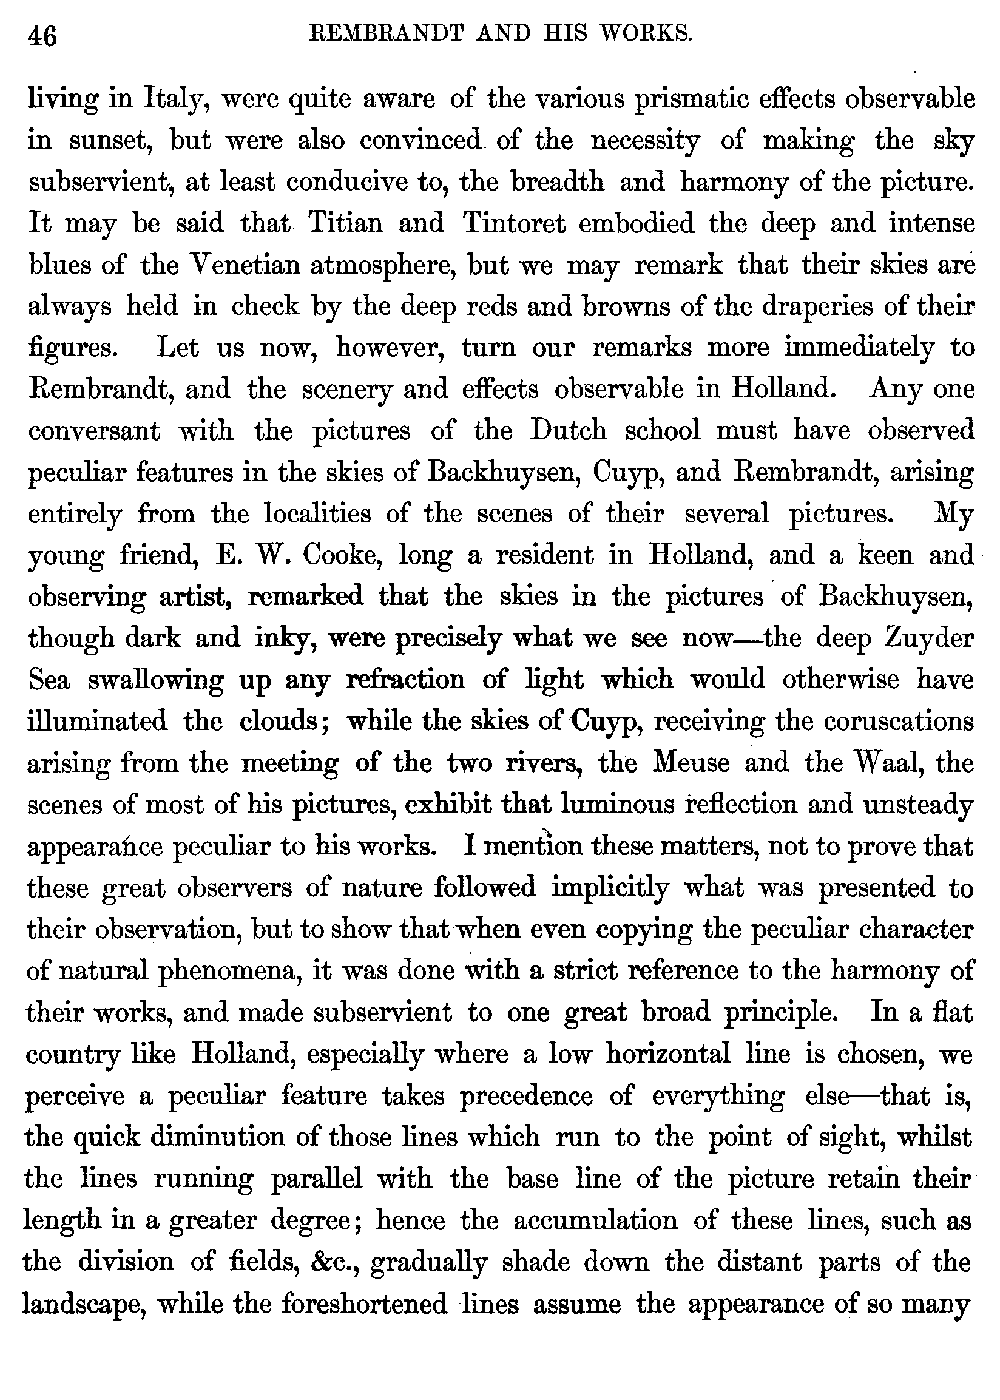 46 REMBRANDT AND HIS WORKS.
living in Italy, were quite aware of the various prismatic effects observable
in sunset, but were also convinced of the necessity of making the sky
subservient, at least conducive to, the breadth and harmony of the picture.
It may be said that Titian and Tintoret embodied the deep and intense
blues of the Venetian atmosphere, but we may remark that their skies are
always held in check by the deep reds and browns of the draperies of their
figures. Let us now, however, turn our remarks more immediately to
Rembrandt, and the scenery and effects observable in Holland. Any one
conversant with the pictures of the Dutch school must have observed
peculiar features in the skies of Backhuysen, Cuyp, and Rembrandt, arising
entirely from the localities of the scenes of their several pictures. My
young friend, E. W. Cooke, long a resident in Holland, and a keen and
observing artist, remarked that the skies in the pictures of Backhuysen,
though dark and inky, were precisely what we see now—the deep Zuyder
Sea swallowing up any refraction of light which would otherwise have
illuminated the clouds; while the skies of Cuyp, receiving the coruscations
arising from the meeting of the two rivers, the Meuse and the Waal, the
scenes of most of his pictures, exhibit that luminous reflection and unsteady
appearance peculiar to his works. I mention these matters, not to prove that
these great observers of nature followed implicitly what was presented to
their observation, but to show that when even copying the peculiar character
of natural phenomena, it was done with a strict reference to the harmony of
their works, and made subservient to one great broad principle. In a flat
country like Holland, especially where a low horizontal line is chosen, we
perceive a peculiar feature takes precedence of everything else—that is,
the quick diminution of those lines which run to the point of sight, whilst
the lines running parallel with the base line of the picture retain their
length in a greater degree; hence the accumulation of these lines, such as
the division of fields, &c., gradually shade down the distant parts of the
landscape, while the foreshortened lines assume the appearance of so many